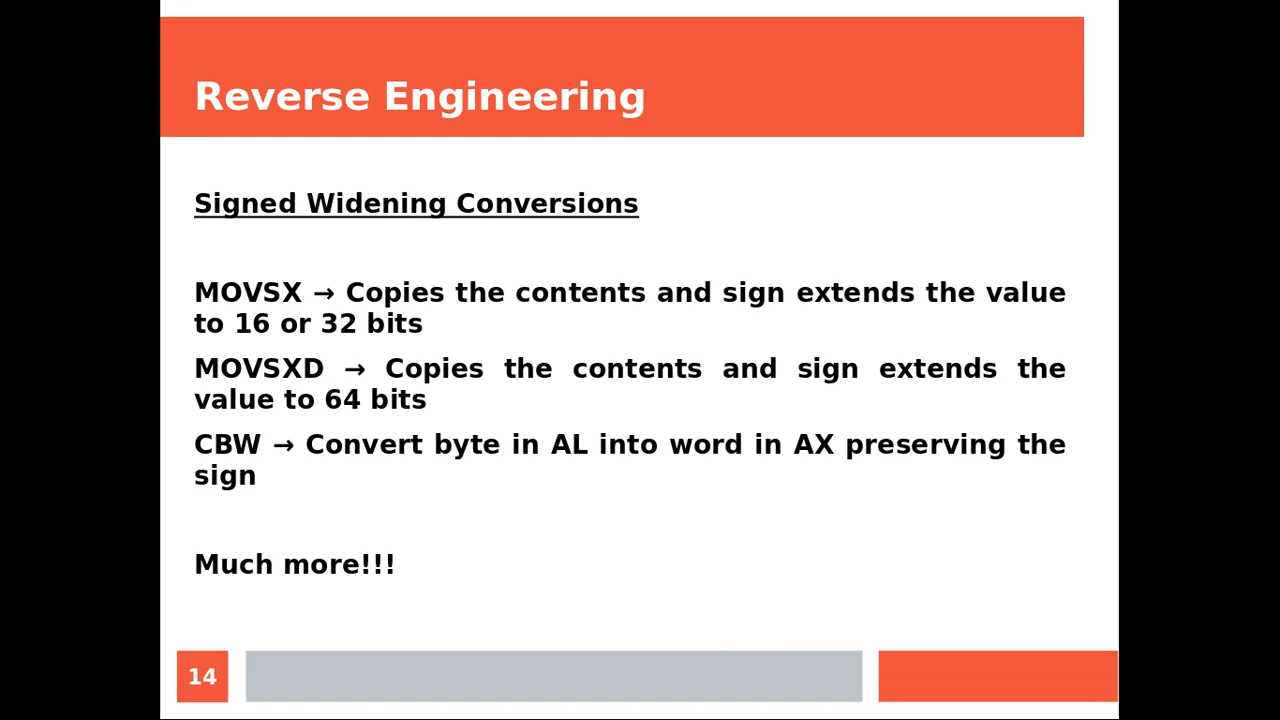 Reverse Engineering
Signed Widening Conversions
MOVSX → Copies the contents and sign extends the value
to 16 or 32 bits
MOVSXD → Copies the contents and sign extends the
value to 64 bits
CBW → Convert byte in AL into word in AX preserving the
sign
Much more!!!
14